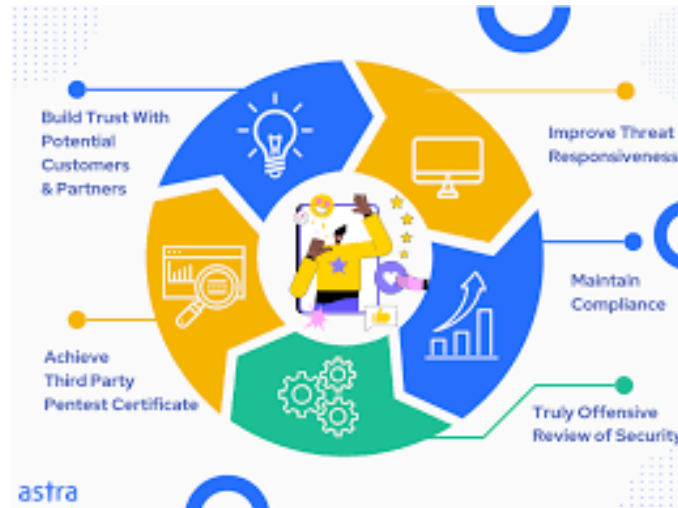 Build Trust With
Potential
Customers
& Partners
Improve Threat
Responsiveness
Maintain
Compliance
Achieve
Third Party
Pentest Certificate
Truly Offensive
Review of Security
astra